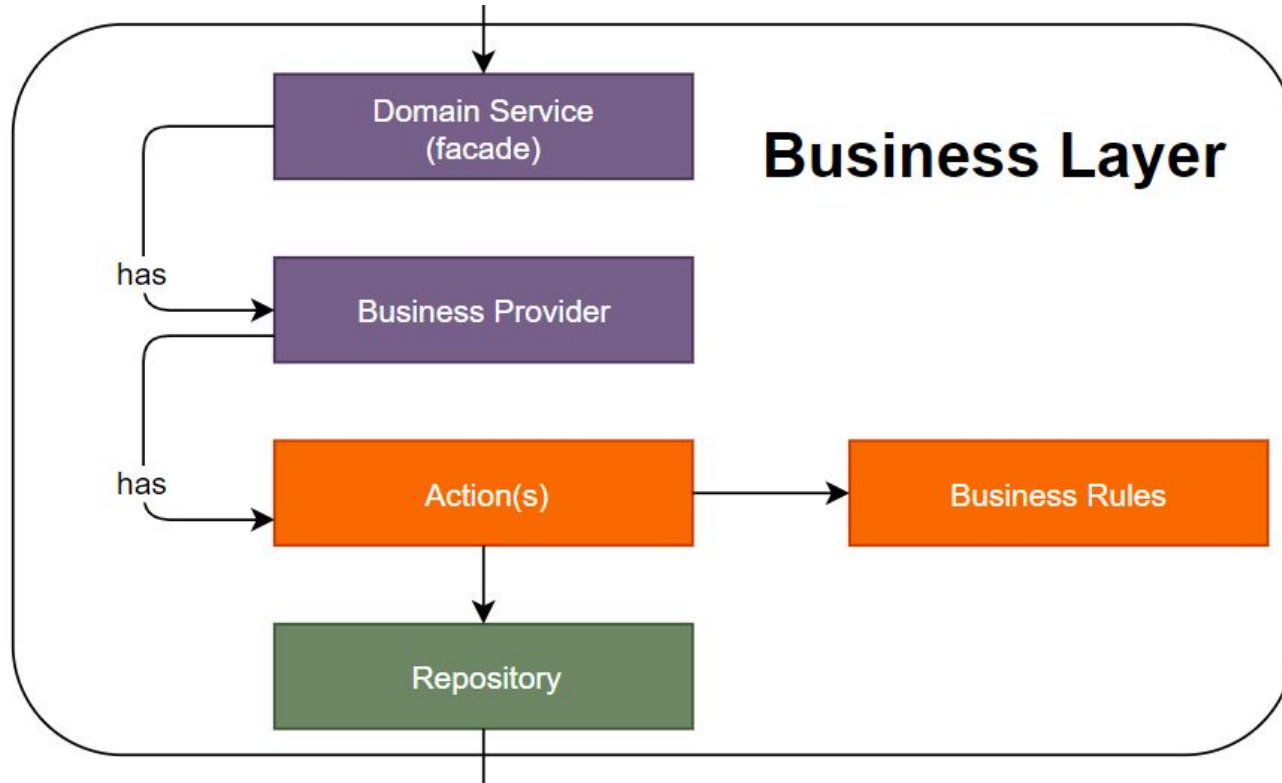 Domain Service
(facade)
Business Layer
has
Business Provider
has
Action(s)
Business Rules
Repository